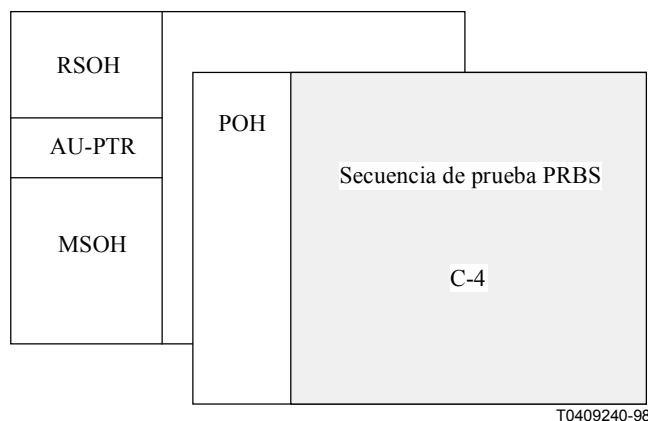 RSOH
AU-PTR
MSOH
POH
Secuencia de prueba PRBS
C-4
T0409240-98